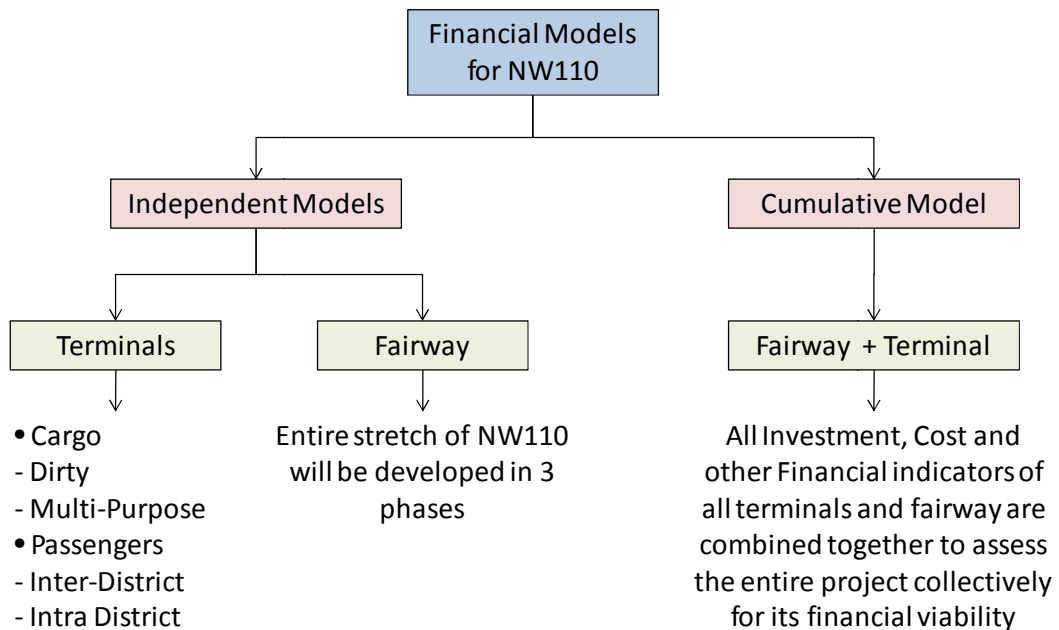 Financial Models
for NW110
Independent Models
Cumulative Model
Terminals
Fairway
Fairway + Terminal
• Cargo
- Dirty
- Multi-Purpose
• Passengers
- Inter-District
- Intra District
Entire stretch of NW110
will be developed in 3
phases
All Investment, Cost and
other Financial indicators of
all terminals and fairway are
combined together to assess
the entire project collectively
for its financial viability